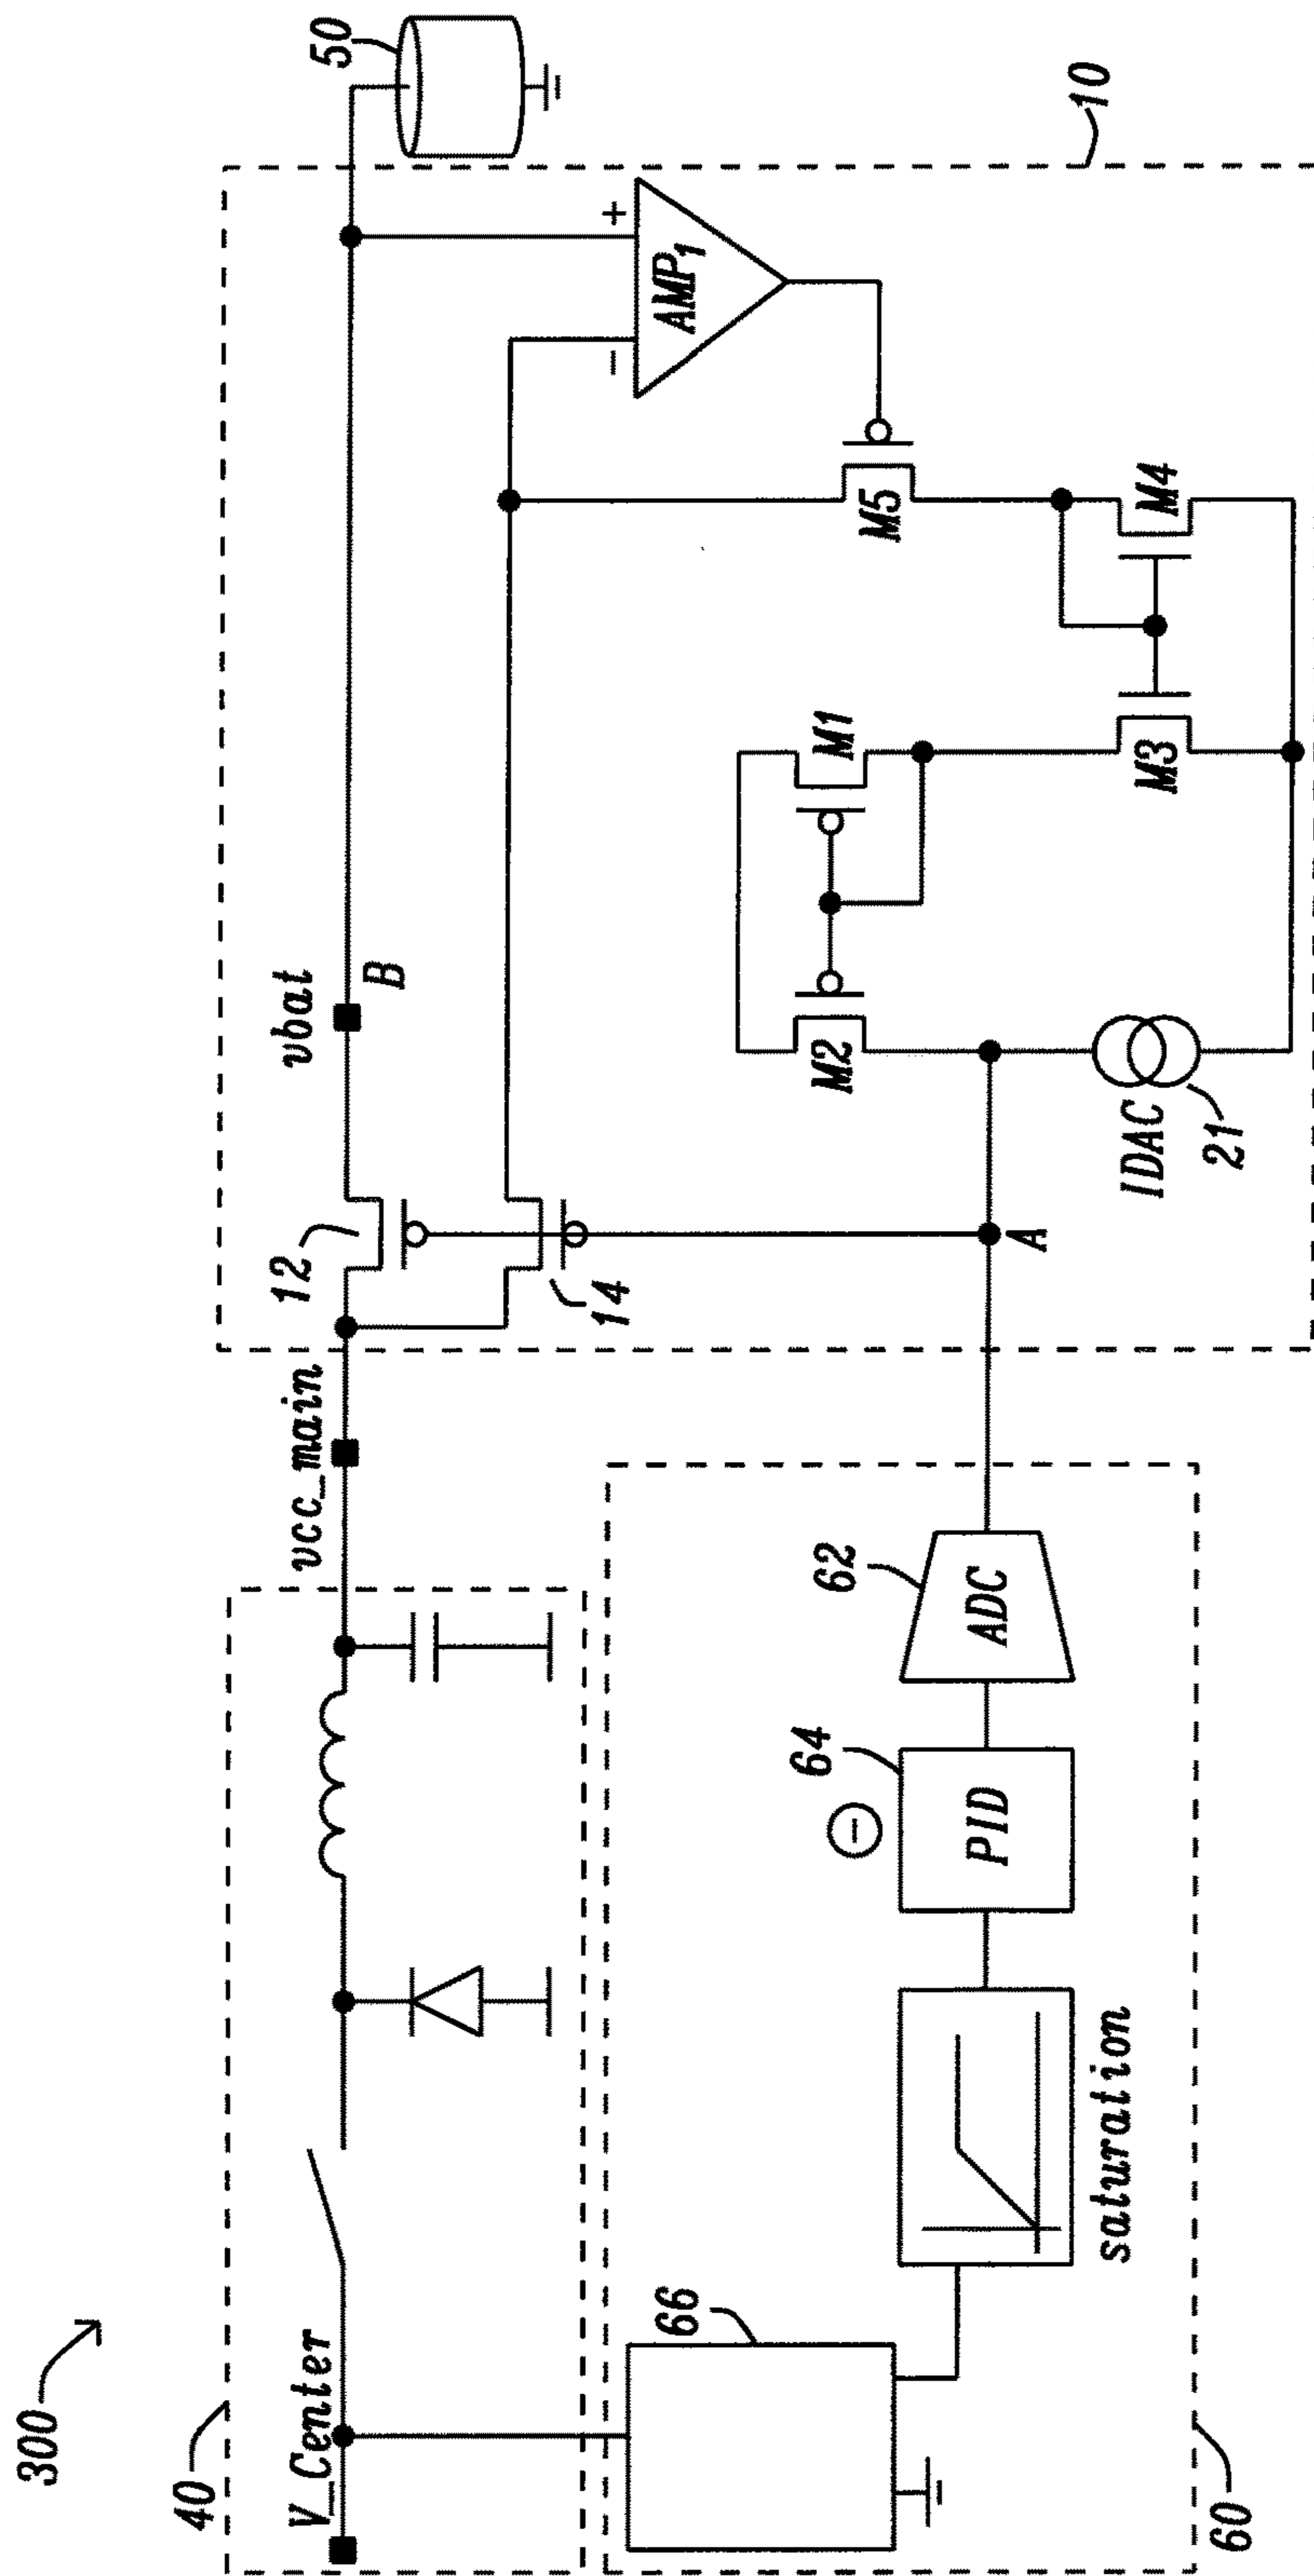 300
40
V_Center
vcc_main
12
vbat
B
50
14
+
−
AMP1
10
M5
M4
M1
M3
M2
IDAC
21
A
62
ADC
64
−
PID
saturation
66
60